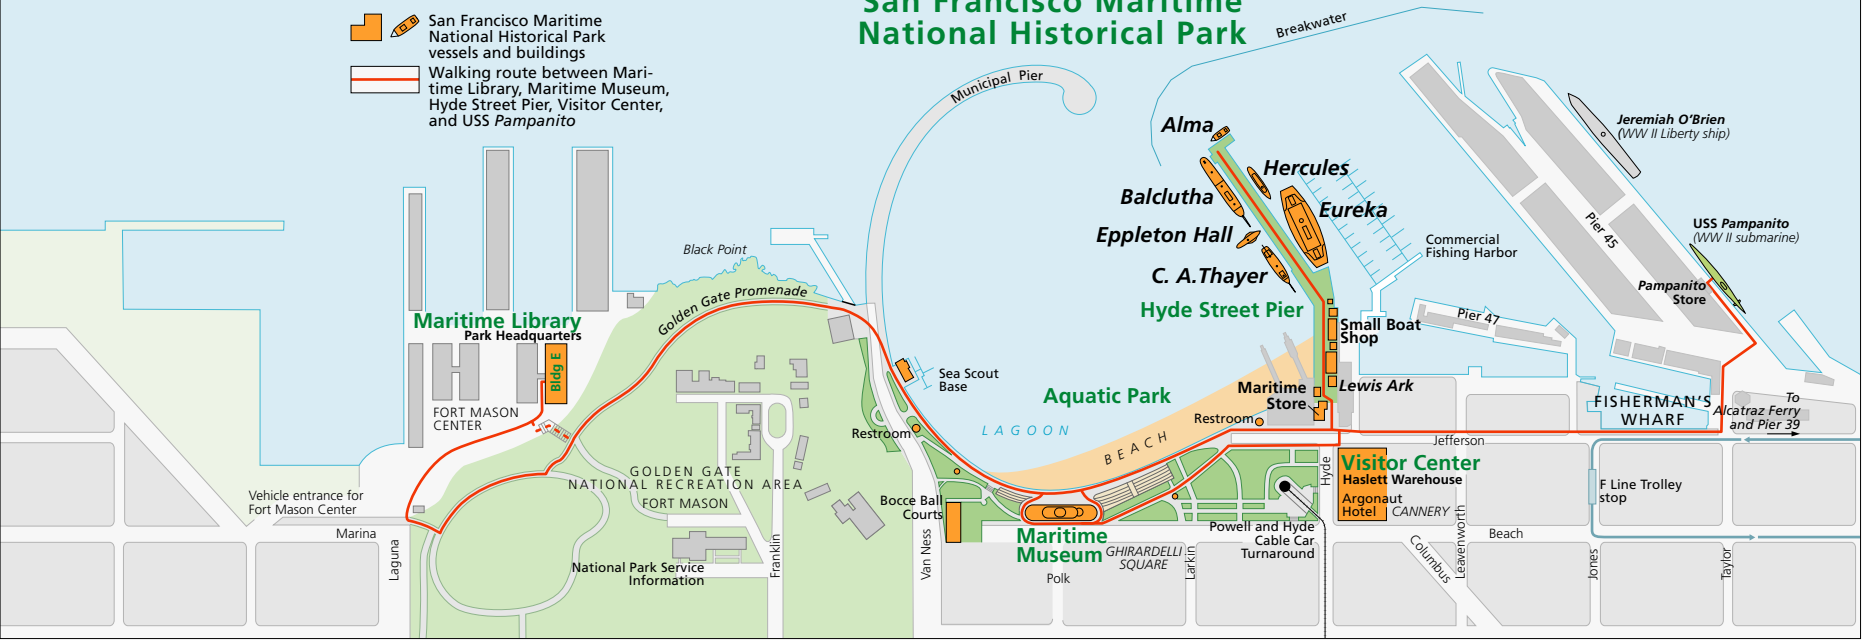 San Francisco Maritime
National Historical Park
San Francisco Maritime
National Historical Park
vessels and buildings
Walking route between Mari-
time Library, Maritime Museum,
Hyde Street Pier, Visitor Center,
and USS Pampanito
Breakwater
Municipal Pier
Alma
Hercules
Balclutha
Eureka
Eppleton Hall
C. A.Thayer
Hyde Street Pier
Jeremiah O'Brien
(WW II Liberty ship)
USS Pampanito
(WW II submarine)
Pier 45
Commercial
Fishing Harbor
Pampanito
Store
Pier 47
Black Point
Golden Gate Promenade
Maritime Library
Park Headquarters
Bldg E
Small Boat
Shop
Sea Scout
Base
Aquatic Park
Maritime
Store
Lewis Ark
FORT MASON
CENTER
Restroom
LAGOON
BEACH
Restroom
FISHERMAN'S
WHARF
To
Alcatraz Ferry
and Pier 39
Jefferson
GOLDEN GATE
NATIONAL RECREATION AREA
FORT MASON
Hyde
Visitor Center
Haslett Warehouse
Argonaut
Hotel
CANNERY
F Line Trolley
stop
Vehicle entrance for
Fort Mason Center
Bocce Ball
Courts
Marina
Maritime
Museum
GHIRARDELLI
SQUARE
Powell and Hyde
Cable Car
Turnaround
Beach
Laguna
National Park Service
Information
Franklin
Van Ness
Polk
Larkin
Columbus
Leavenworth
Jones
Taylor